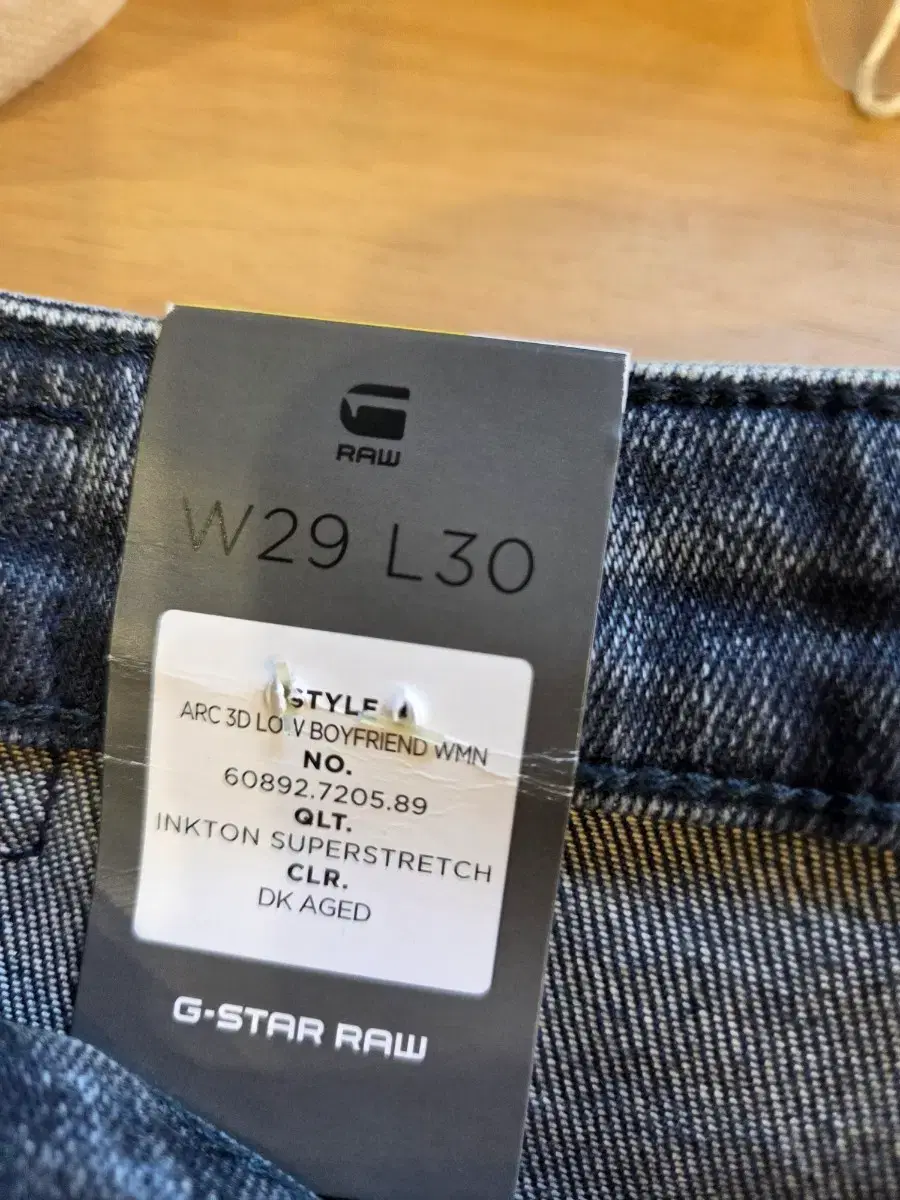 RAW
W29 L30
STYLE
ARC 3D LOW BOYFRIEND WMN
NO.
60892.7205.89
QLT.
INKTON SUPERSTRETCH
CLR.
DK AGED
G-STAR RAW